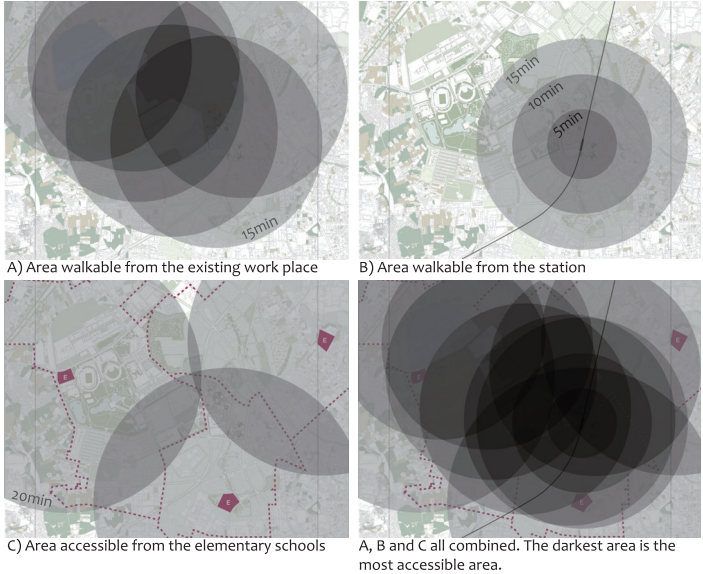 15min
A) Area walkable from the existing work place
15min
10min
5min
B) Area walkable from the station
E
E
E
20min
C) Area accessible from the elementary schools
E
E
E
A, B and C all combined. The darkest area is the
most accessible area.